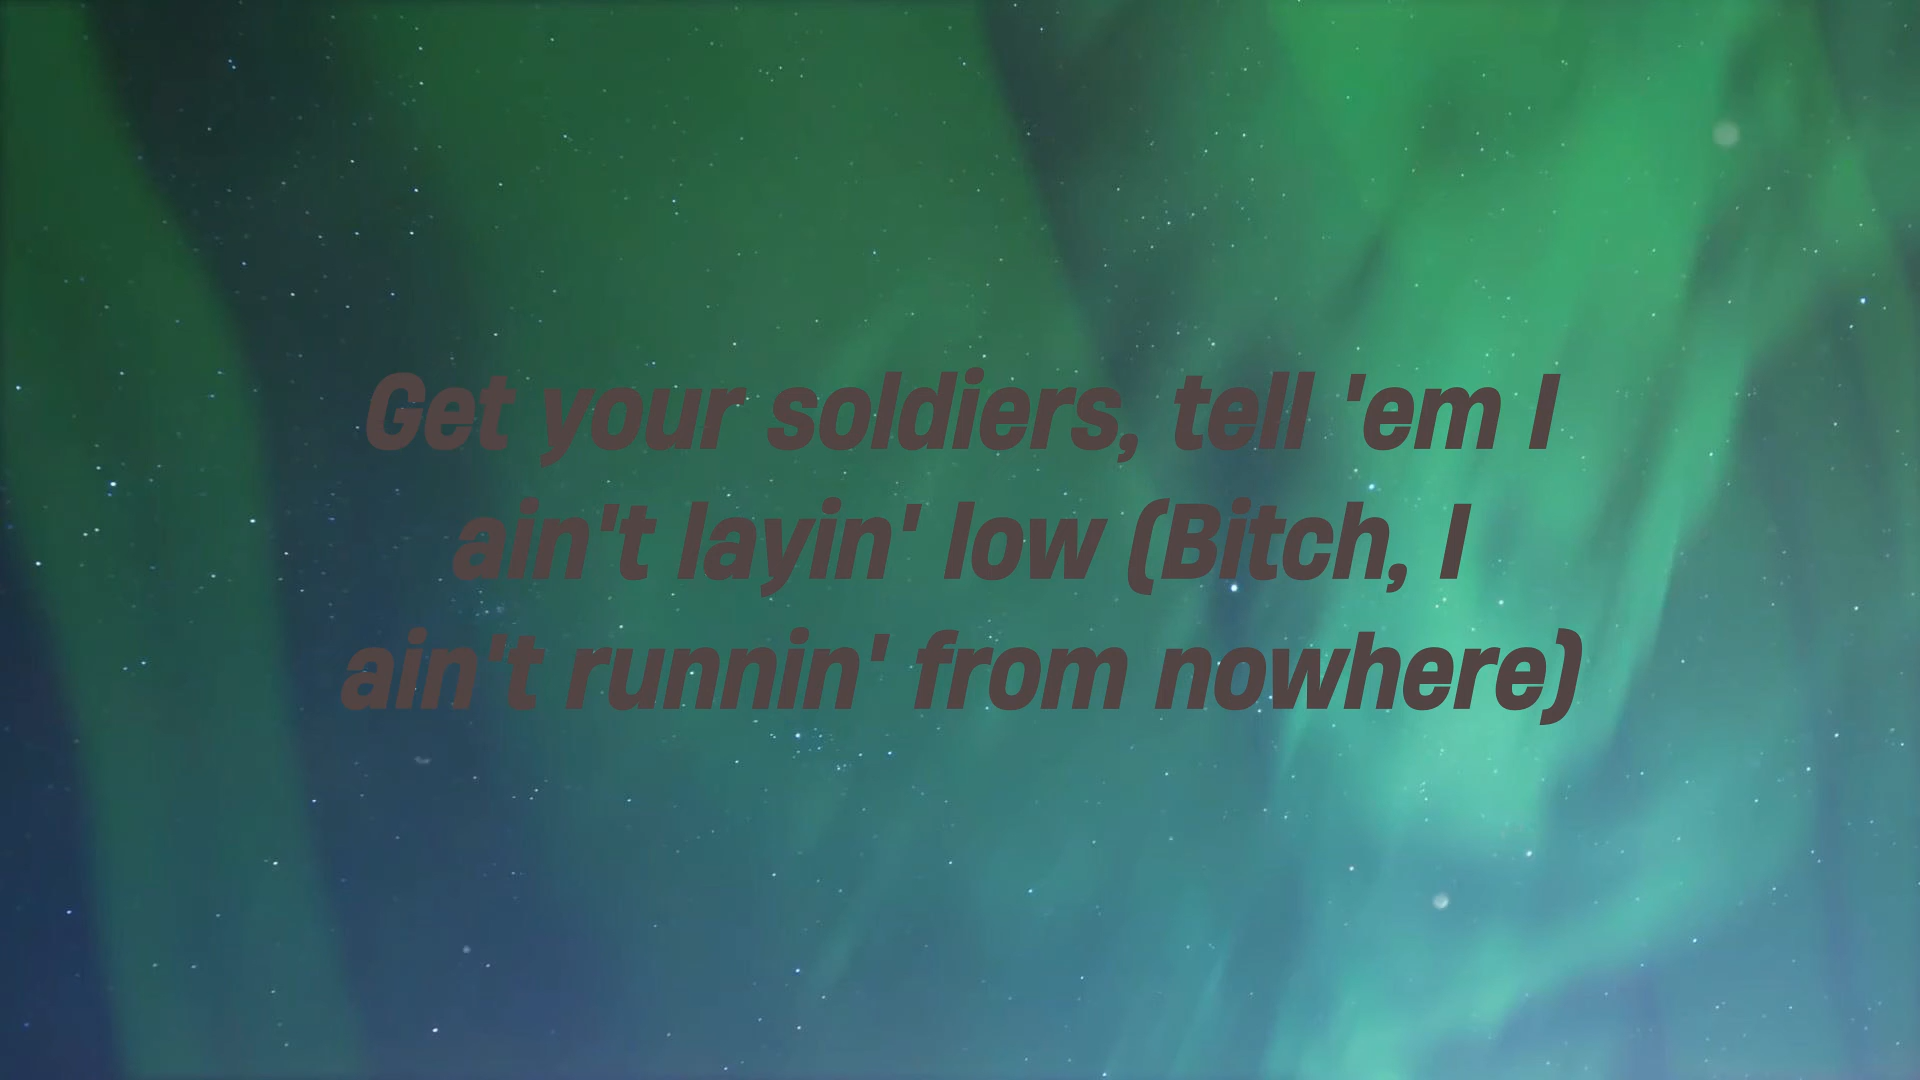 Get your soldiers, tell 'em I
ain't layin' low (Bitch, I
ain't runnin' from nowhere)